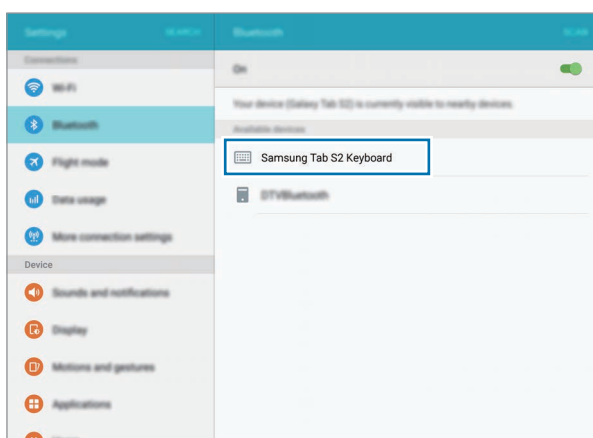 Settings
SEARCH
Bluetooth
SCAN
Connections
On
Wi-Fi
Your device (Galaxy Tab S2) is currently visible to nearby devices.
Bluetooth
Available devices
Flight mode
Samsung Tab S2 Keyboard
Data usage
DTVBluetooth
More connection settings
Device
Sounds and notifications
Display
Motions and gestures
Applications